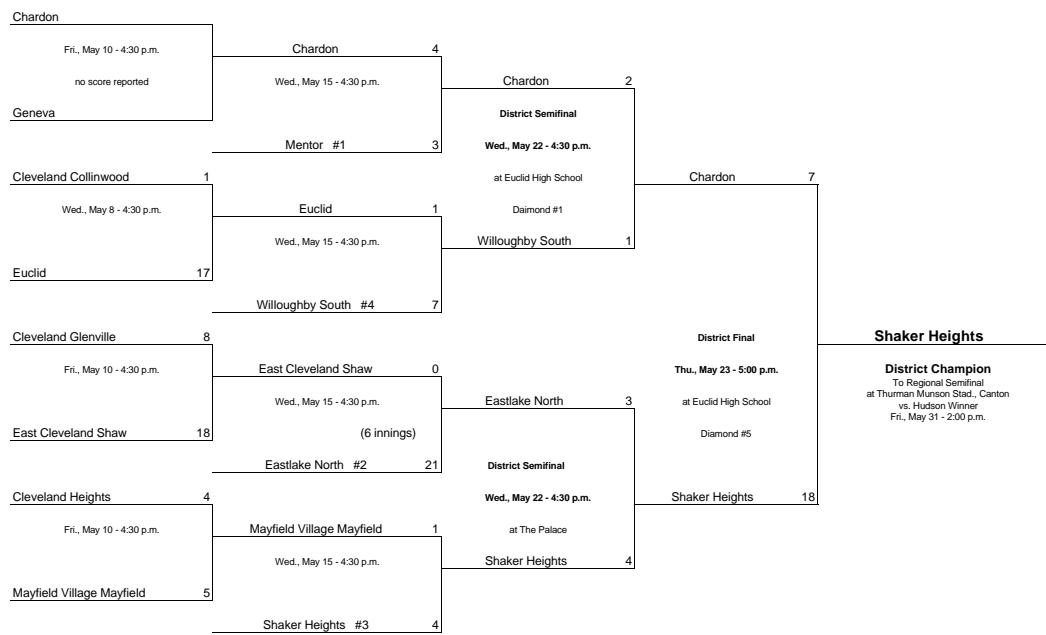 Chardon
Fri., May 10 - 4:30 p.m.
no score reported
Geneva
Cleveland Collinwood 1
Wed., May 8 - 4:30 p.m.
Euclid 17
Cleveland Glenville 8
Fri., May 10 - 4:30 p.m.
East Cleveland Shaw 18
Cleveland Heights 4
Fri., May 10 - 4:30 p.m.
Mayfield Village Mayfield 5
Chardon 4
Wed., May 15 - 4:30 p.m.
Mentor #1 3
Euclid 1
Wed., May 15 - 4:30 p.m.
Willoughby South #4 7
East Cleveland Shaw 0
Wed., May 15 - 4:30 p.m.
(6 innings)
Eastlake North #2 21
Mayfield Village Mayfield 1
Wed., May 15 - 4:30 p.m.
Shaker Heights #3 4
Chardon 2
District Semifinal
Wed., May 22 - 4:30 p.m.
at Euclid High School
Daimond #1
Willoughby South 1
Eastlake North 3
District Semifinal
Wed., May 22 - 4:30 p.m.
at The Palace
Shaker Heights 4
Chardon 7
District Final
Thu., May 23 - 5:00 p.m.
at Euclid High School
Diamond #5
Shaker Heights 18
Shaker Heights
District Champion
To Regional Semifinal
at Thurman Munson Stad., Canton
vs. Hudson Winner
Fri., May 31 - 2:00 p.m.